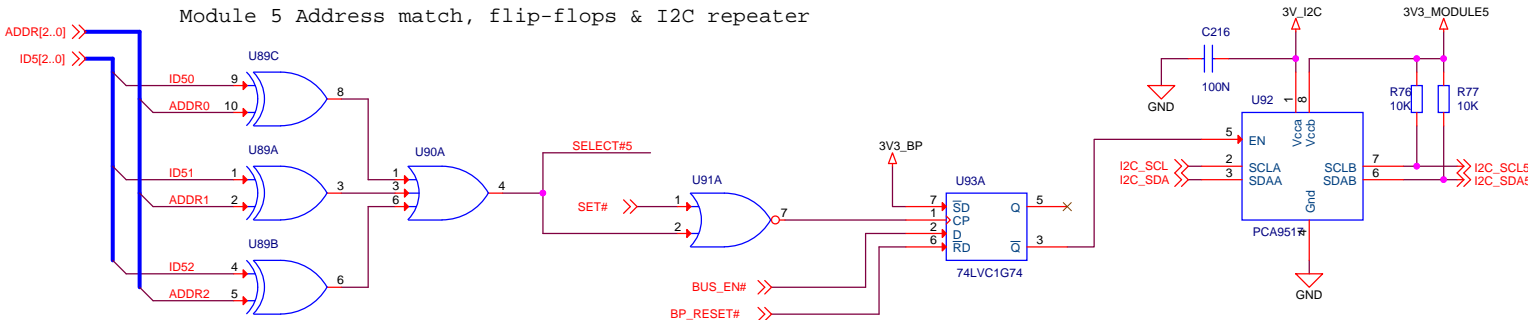 Module 5 Address match, flip-flops & I2C repeater
ADDR[2..0]
ID5[2..0]
U89C
ID50 9
ADDR0 10
8
U89A
ID51 1
ADDR1 2
3
U89B
ID52 4
ADDR2 5
6
U90A
1
3
6
4
SELECT#5
SET#
U91A
1
2
7
BUS_EN#
BP_RESET#
3V3_BP
U93A
7 SD Q 5
1 CP
2 D
6 RD Q 3
74LVC1G74
3V_I2C
3V3_MODULE5
C216
100N
GND
U92
1 Vcca
8 Vccb
R76
10K
R77
10K
5 EN
I2C_SCL 2 SCLA SCLB 7 I2C_SCL5
I2C_SDA 3 SDAA SDAB 6 I2C_SDA5
Gnd
4
PCA9517
GND